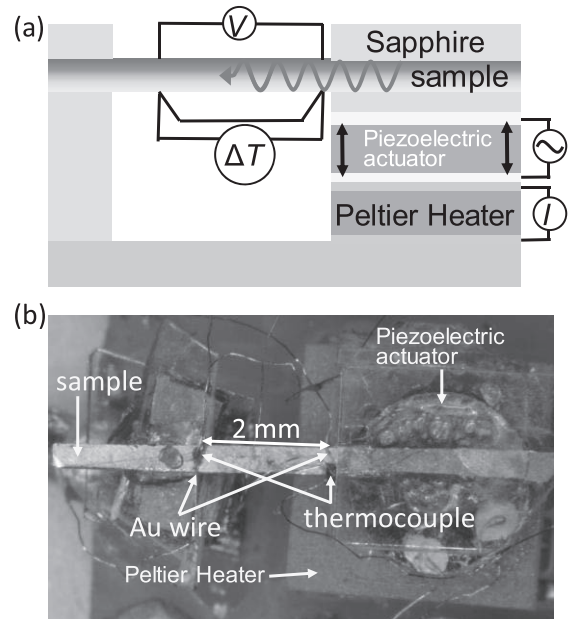 (a)
V
Sapphire
sample
ΔT
Piezoelectric
actuator
Peltier Heater
I
(b)
Piezoelectric
actuator
sample
2 mm
Au wire
thermocouple
Peltier Heater